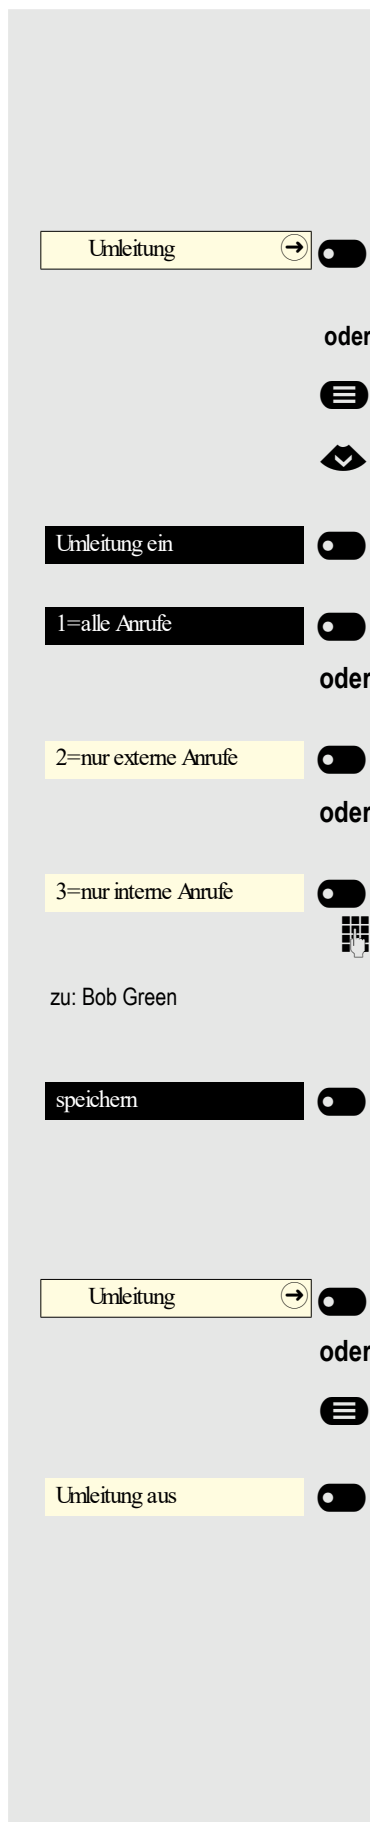 Umleitung
oder
Umleitung ein
1=alle Anrufe
oder
2=nur externe Anrufe
oder
3=nur interne Anrufe
zu: Bob Green
speichern
Umleitung
oder
Umleitung aus